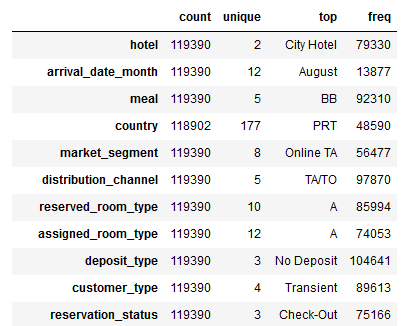 count unique top freq
hotel 119390 2 City Hotel 79330
arrival_date_month 119390 12 August 13877
meal 119390 5 BB 92310
country 118902 177 PRT 48590
market_segment 119390 8 Online TA 56477
distribution_channel 119390 5 TA/TO 97870
reserved_room_type 119390 10 A 85994
assigned_room_type 119390 12 A 74053
deposit_type 119390 3 No Deposit 104641
customer_type 119390 4 Transient 89613
reservation_status 119390 3 Check-Out 75166